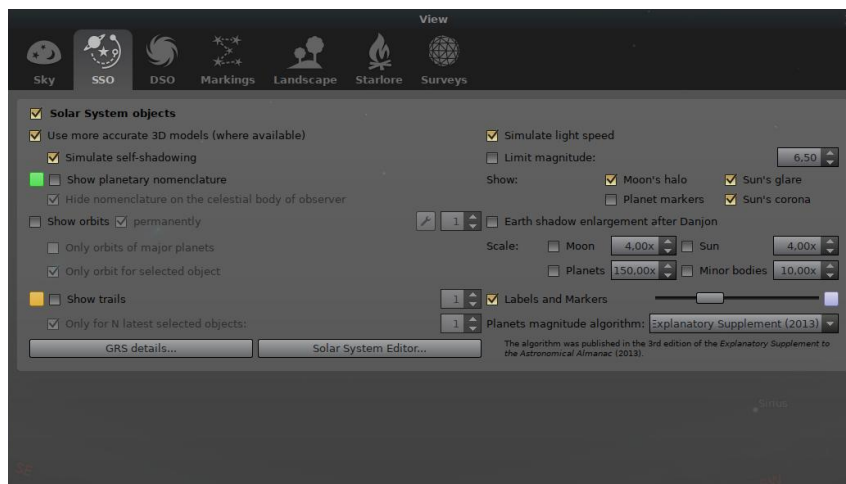 View
Sky SSO DSO Markings Landscape Starlore Surveys
Solar System objects
Use more accurate 3D models (where available)
Simulate light speed
Simulate self-shadowing
Limit magnitude: 6,50
Show planetary nomenclature
Show: Moon's halo Sun's glare
Hide nomenclature on the celestial body of observer
Planet markers Sun's corona
Show orbits permanently 1
Earth shadow enlargement after Danjon
Only orbits of major planets
Scale: Moon 4,00x Sun 4,00x
Only orbit for selected object
Planets 150,00x Minor bodies 10,00x
Show trails 1
Labels and Markers
Only for N latest selected objects: 1
Planets magnitude algorithm: Explanatory Supplement (2013)
GRS details... Solar System Editor...
The algorithm was published in the 3rd edition of the Explanatory Supplement to
the Astronomical Almanac (2013).
Sirius
SE